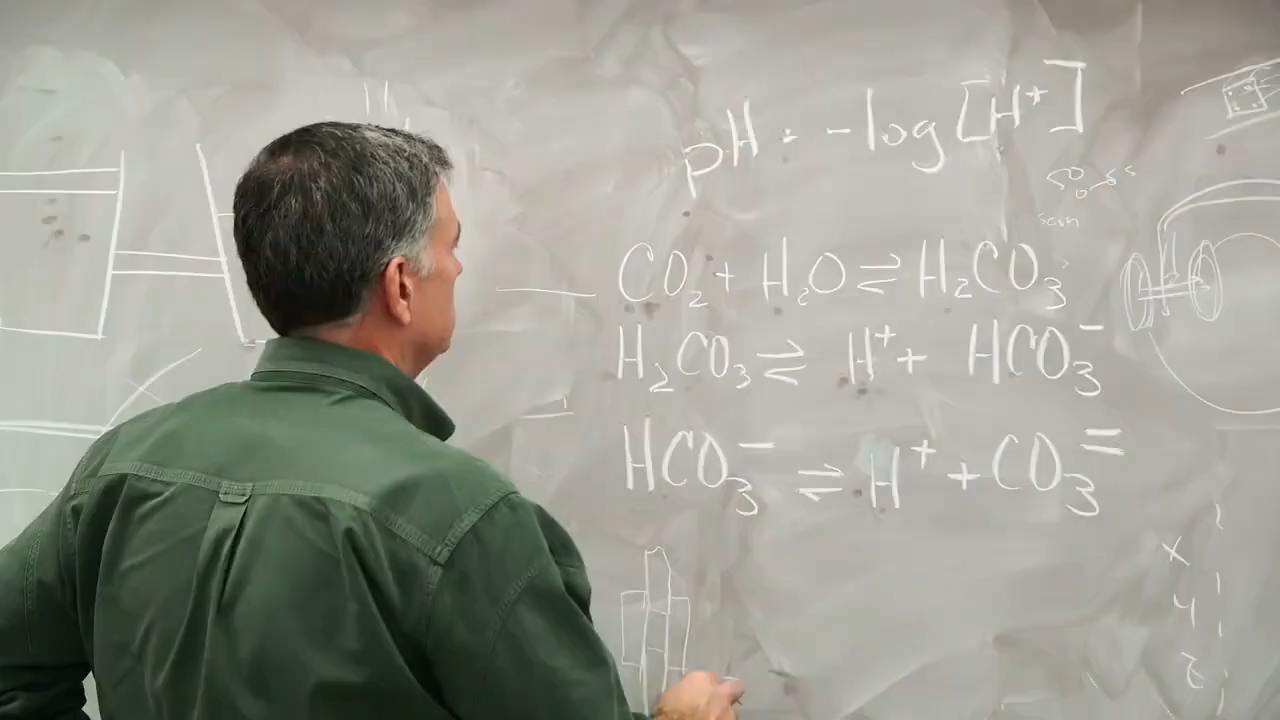 pH = -log [H⁺]
CO₂ + H₂O ⇌ H₂CO₃
H₂CO₃ ⇌ H⁺ + HCO₃⁻
HCO₃⁻ ⇌ H⁺ + CO₃⁼
x
y
z